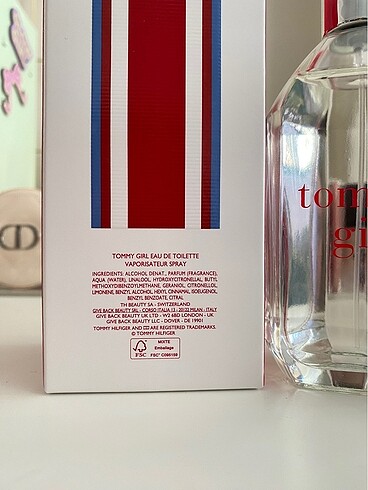 TOMMY GIRL EAU DE TOILETTE
VAPORISATEUR SPRAY
INGREDIENTS: ALCOHOL DENAT., PARFUM (FRAGRANCE),
AQUA (WATER), LINALOOL, HYDROXYCITRONELLAL, BUTYL
METHOXYDIBENZOYLMETHANE, GERANIOL, CITRONELLOL,
LIMONENE, BENZYL ALCOHOL, HEXYL CINNAMAL, ISOEUGENOL,
BENZYL BENZOATE, CITRAL
TH BEAUTY SA - SWITZERLAND
GIVE BACK BEAUTY SRL - CORSO ITALIA 13 - 20122 MILAN - ITALY
GIVE BACK BEAUTY UK LTD - W2 6BD LONDON - UK
GIVE BACK BEAUTY LLC - DOVER - DE 19901
TOMMY HILFIGER AND ARE REGISTERED TRADEMARKS.
© TOMMY HILFIGER
FSC
MIXTE
Emballage
FSC® C095159
tom
gi
D